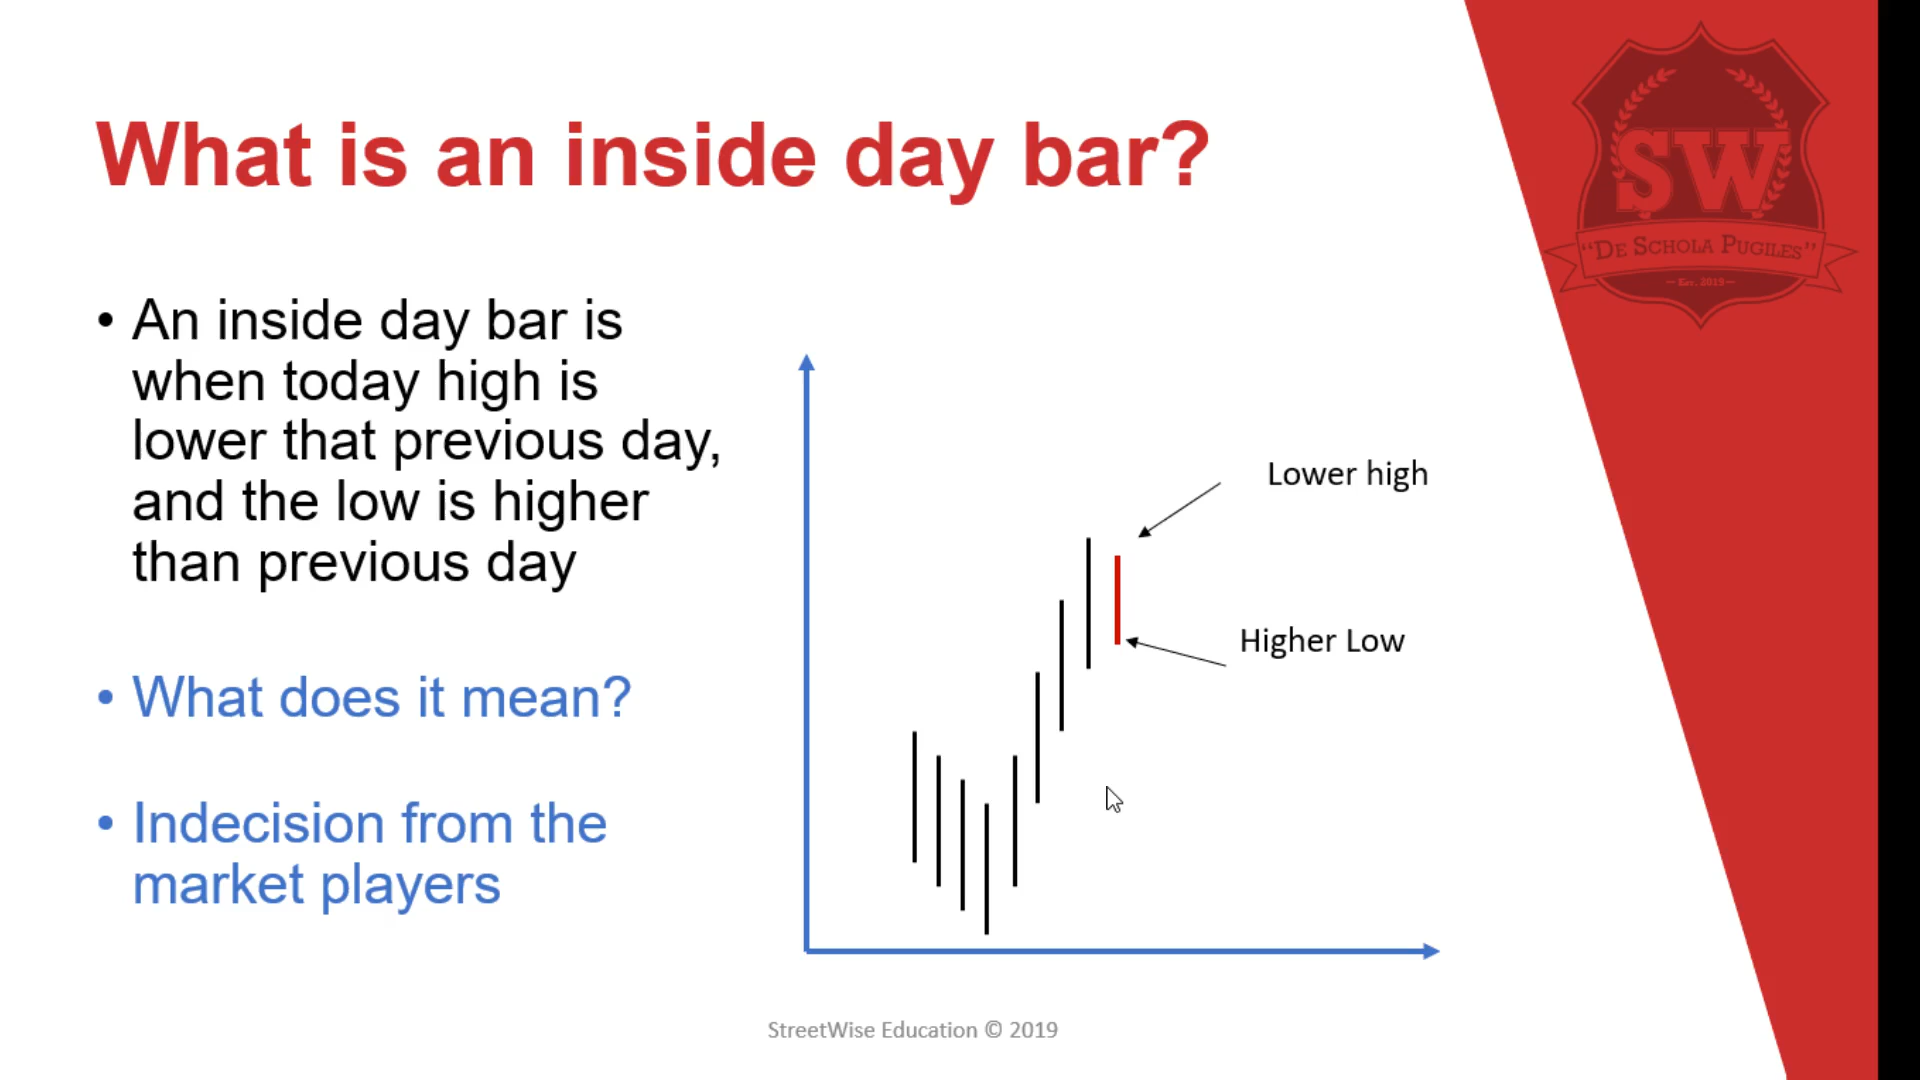 What is an inside day bar?
• An inside day bar is
when today high is
lower that previous day,
and the low is higher
than previous day
• What does it mean?
• Indecision from the
market players
Lower high
Higher Low
SW
“De Schola Pugiles”
Est. 2019
StreetWise Education © 2019